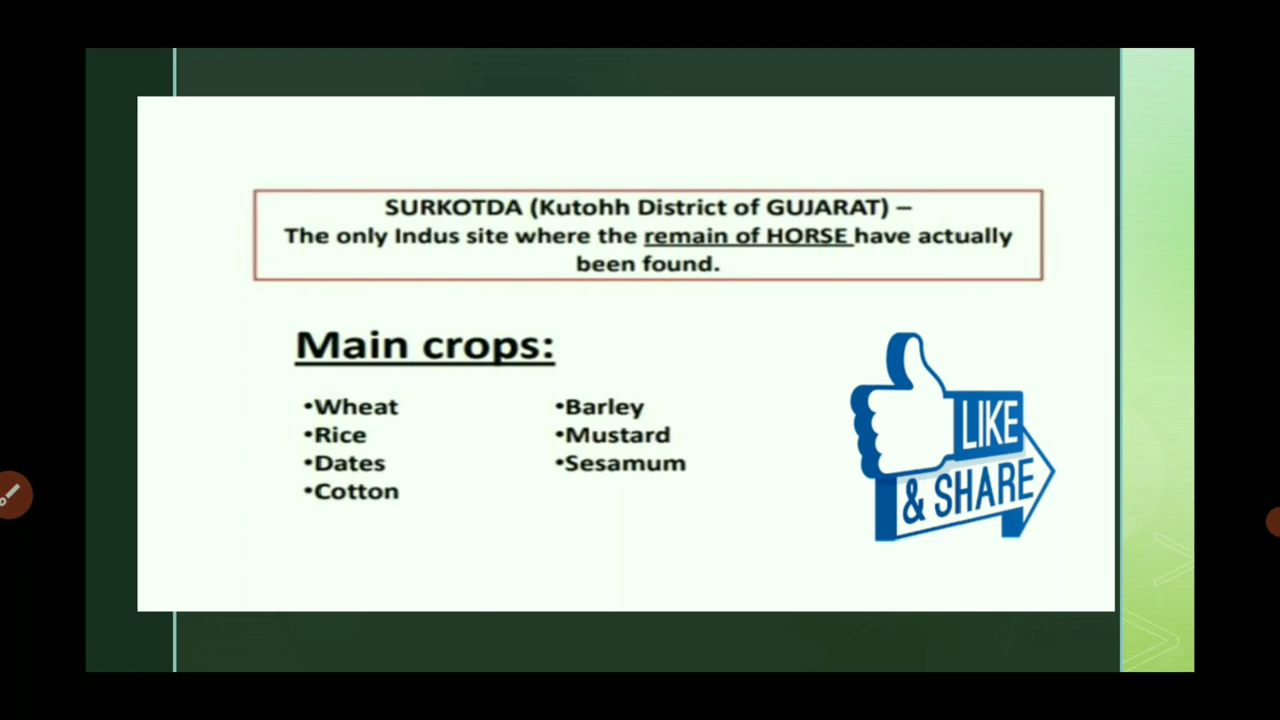 SURKOTDA (Kutohh District of GUJARAT) –
The only Indus site where the remain of HORSE have actually
been found.
Main crops:
•Wheat
•Rice
•Dates
•Cotton
•Barley
•Mustard
•Sesamum
LIKE
& SHARE